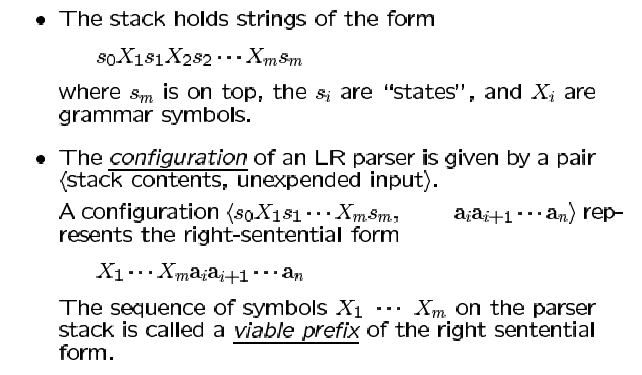 • The stack holds strings of the form
s₀X₁s₁X₂s₂ ··· Xₘsₘ
where sₘ is on top, the sᵢ are “states”, and Xᵢ are
grammar symbols.
• The configuration of an LR parser is given by a pair
⟨stack contents, unexpended input⟩.
A configuration ⟨s₀X₁s₁ ··· Xₘsₘ, aᵢaᵢ₊₁ ··· aₙ⟩ rep-
resents the right-sentential form
X₁ ··· Xₘaᵢaᵢ₊₁ ··· aₙ
The sequence of symbols X₁ ··· Xₘ on the parser
stack is called a viable prefix of the right sentential
form.